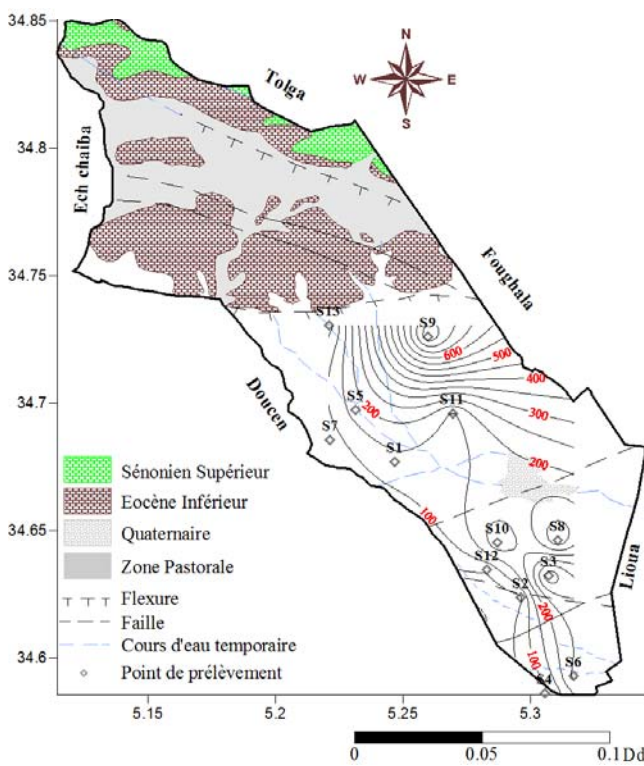 34.85
34.8
34.75
34.7
34.65
34.6
5.15
5.2
5.25
5.3
N
W
E
S
Tolga
Ech chaiba
Foughala
Doucen
Lioua
S13
S9
600
500
400
S5
200
S11
300
S7
S1
200
100
S10
S8
S12
S3
S2
200
100
S6
S4
Sénonien Supérieur
Eocène Inférieur
Quaternaire
Zone Pastorale
Flexure
Faille
Cours d'eau temporaire
Point de prélèvement
0
0.05
0.1Dd